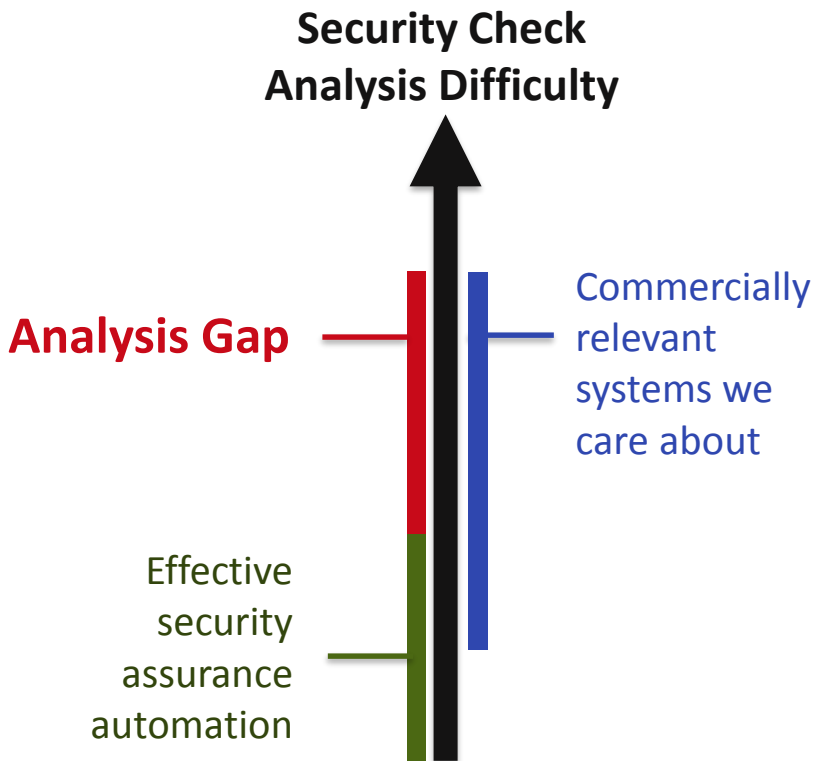 Security Check
Analysis Difficulty
Analysis Gap
Commercially
relevant
systems we
care about
Effective
security
assurance
automation